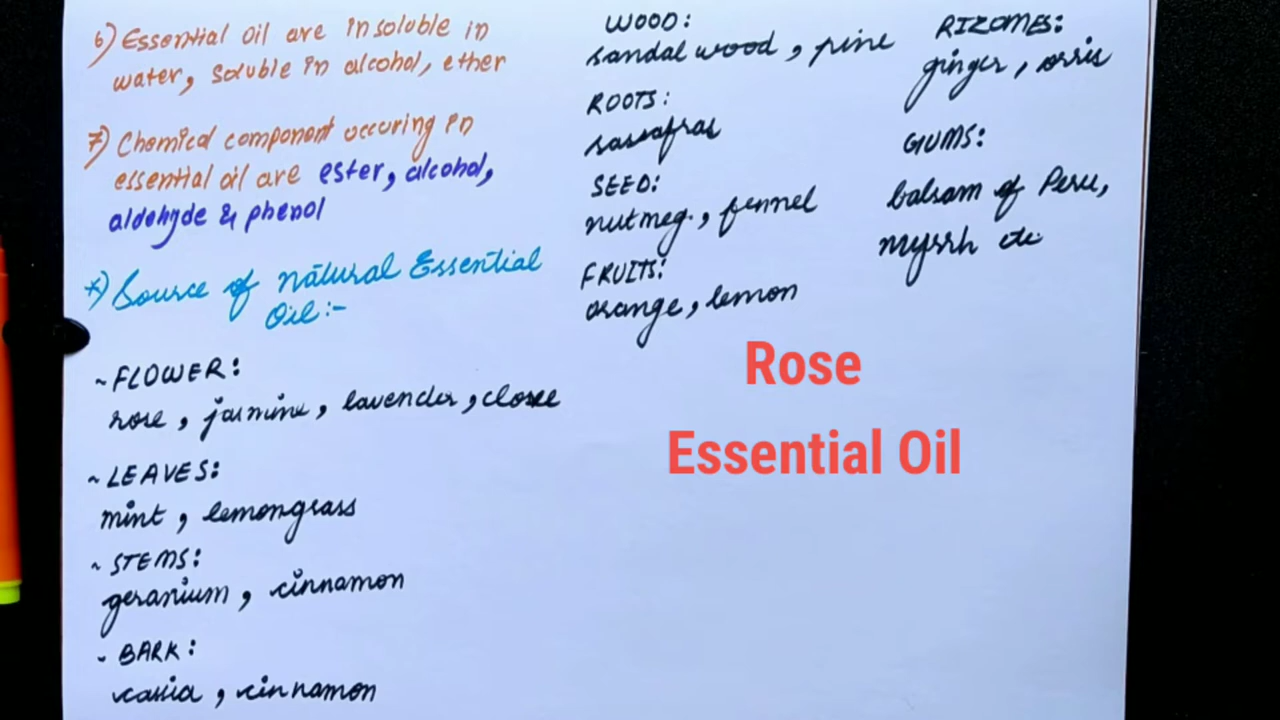 6) Essential oil are insoluble in
water, soluble in alcohol, ether
7) Chemical component occuring in
essential oil are ester, alcohol,
aldehyde & phenol
*) Source of natural Essential
Oil:-
~ FLOWER:
rose, jasmine, lavender, clove
~ LEAVES:
mint, lemongrass
~ STEMS:
geranium, cinnamon
~ BARK:
cassia, cinnamon
WOOD:
sandal wood, pine
ROOTS:
sassafras
SEED:
nutmeg, fennel
FRUITS:
orange, lemon
RIZOMES:
ginger, orris
GUMS:
balsam of Peru,
myrrh etc.
Rose
Essential Oil